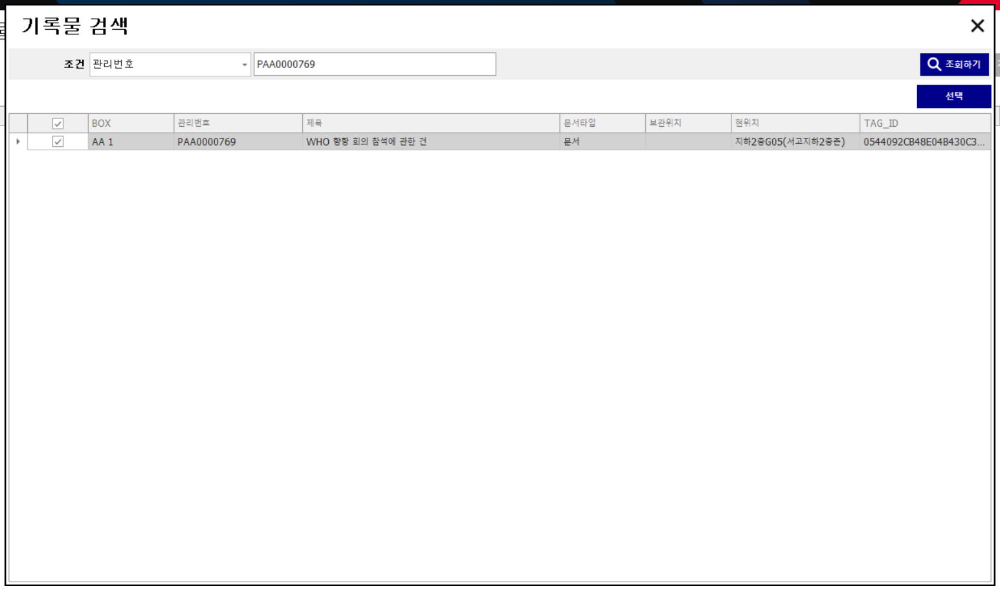 기록물 검색
조건 관리번호 PAA0000769 조회하기
선택
BOX 관리번호 제목 문서타입 보관위치 현위치 TAG_ID
AA 1 PAA0000769 WHO 향항 회의 참석에 관한 건 문서 지하2층G05(서고지하2층존) 0544092CB48E04B430C3...